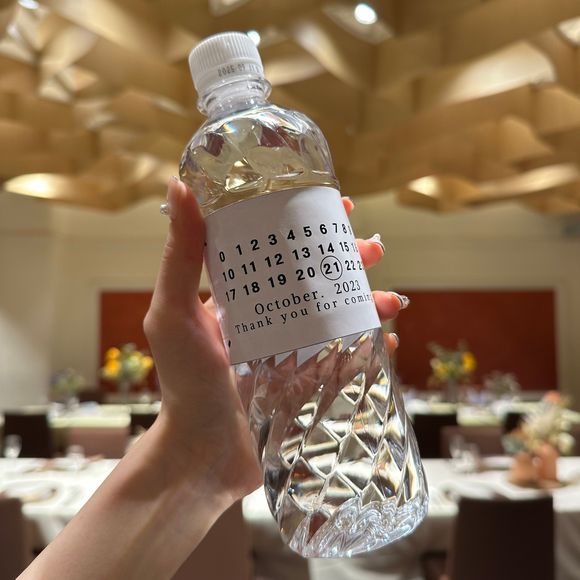 0 1 2 3 4 5 6 7 8
10 11 12 13 14 15
17 18 19 20 21 22
October. 2023
Thank you for coming